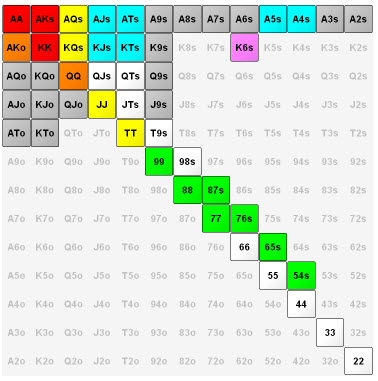 AA AKs AQs AJs ATs A9s A8s A7s A6s A5s A4s A3s A2s
AKo KK KQs KJs KTs K9s K8s K7s K6s K5s K4s K3s K2s
AQo KQo QQ QJs QTs Q9s Q8s Q7s Q6s Q5s Q4s Q3s Q2s
AJo KJo QJo JJ JTs J9s J8s J7s J6s J5s J4s J3s J2s
ATo KTo QTo JTo TT T9s T8s T7s T6s T5s T4s T3s T2s
A9o K9o Q9o J9o T9o 99 98s 97s 96s 95s 94s 93s 92s
A8o K8o Q8o J8o T8o 98o 88 87s 86s 85s 84s 83s 82s
A7o K7o Q7o J7o T7o 97o 87o 77 76s 75s 74s 73s 72s
A6o K6o Q6o J6o T6o 96o 86o 76o 66 65s 64s 63s 62s
A5o K5o Q5o J5o T5o 95o 85o 75o 65o 55 54s 53s 52s
A4o K4o Q4o J4o T4o 94o 84o 74o 64o 54o 44 43s 42s
A3o K3o Q3o J3o T3o 93o 83o 73o 63o 53o 43o 33 32s
A2o K2o Q2o J2o T2o 92o 82o 72o 62o 52o 42o 32o 22